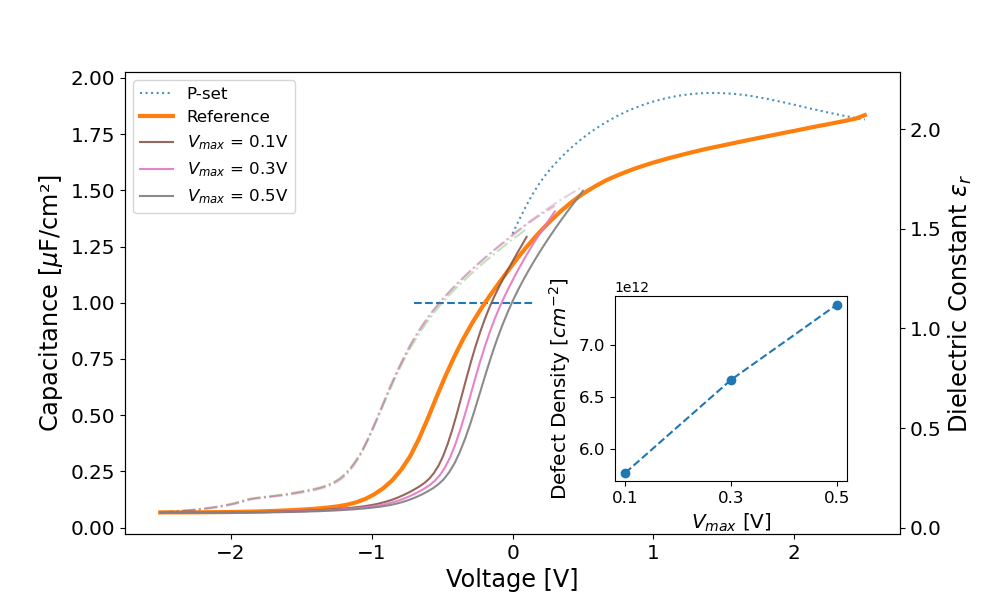 P-set
Reference
V_max = 0.1V
V_max = 0.3V
V_max = 0.5V
Capacitance [μF/cm²]
2.00
1.75
1.50
1.25
1.00
0.75
0.50
0.25
0.00
−2
−1
0
1
2
Voltage [V]
Dielectric Constant ε_r
2.0
1.5
1.0
0.5
0.0
1e12
Defect Density [cm⁻²]
7.0
6.5
6.0
0.1
0.3
0.5
V_max [V]